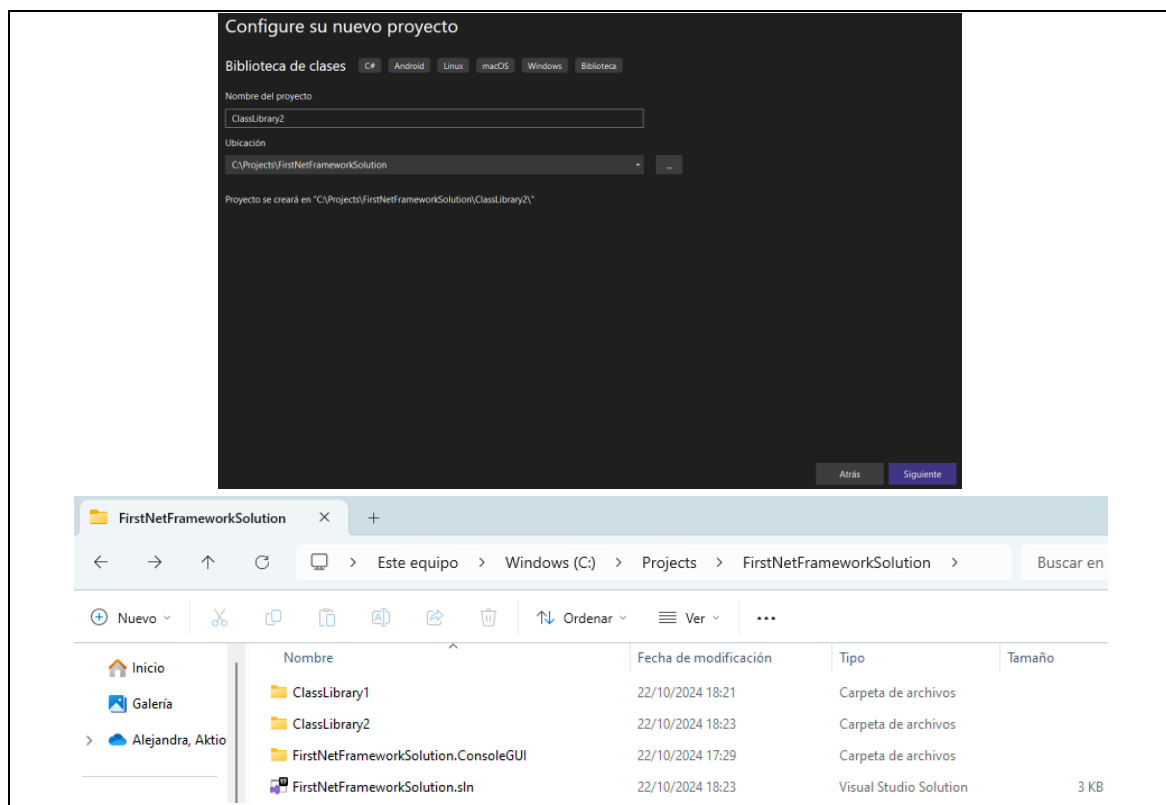 Configure su nuevo proyecto
Biblioteca de clases C# Android Linux macOS Windows Biblioteca
Nombre del proyecto
ClassLibrary2
Ubicación
C:\Projects\FirstNetFrameworkSolution ...
Proyecto se creará en "C:\Projects\FirstNetFrameworkSolution\ClassLibrary2\"
Atrás Siguiente
FirstNetFrameworkSolution
Este equipo > Windows (C:) > Projects > FirstNetFrameworkSolution > Buscar en
Nuevo Ordenar Ver ...
Nombre Fecha de modificación Tipo Tamaño
Inicio
Galería
Alejandra, Aktio
ClassLibrary1 22/10/2024 18:21 Carpeta de archivos
ClassLibrary2 22/10/2024 18:23 Carpeta de archivos
FirstNetFrameworkSolution.ConsoleGUI 22/10/2024 17:29 Carpeta de archivos
FirstNetFrameworkSolution.sln 22/10/2024 18:23 Visual Studio Solution 3 KB